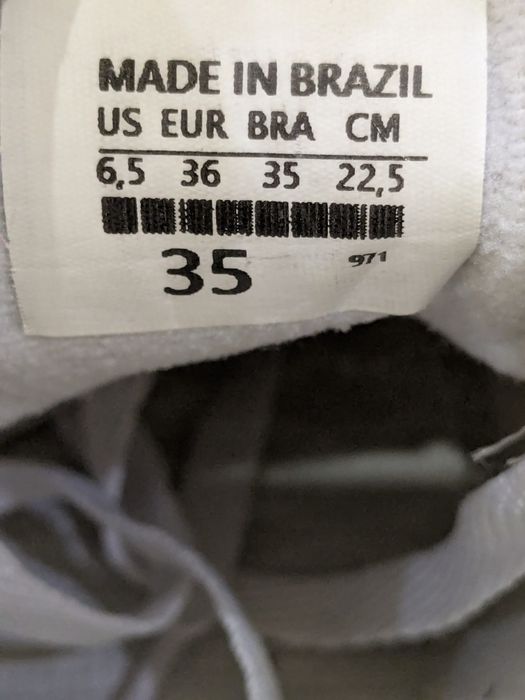 MADE IN BRAZIL
US EUR BRA CM
6,5 36 35 22,5
35 971